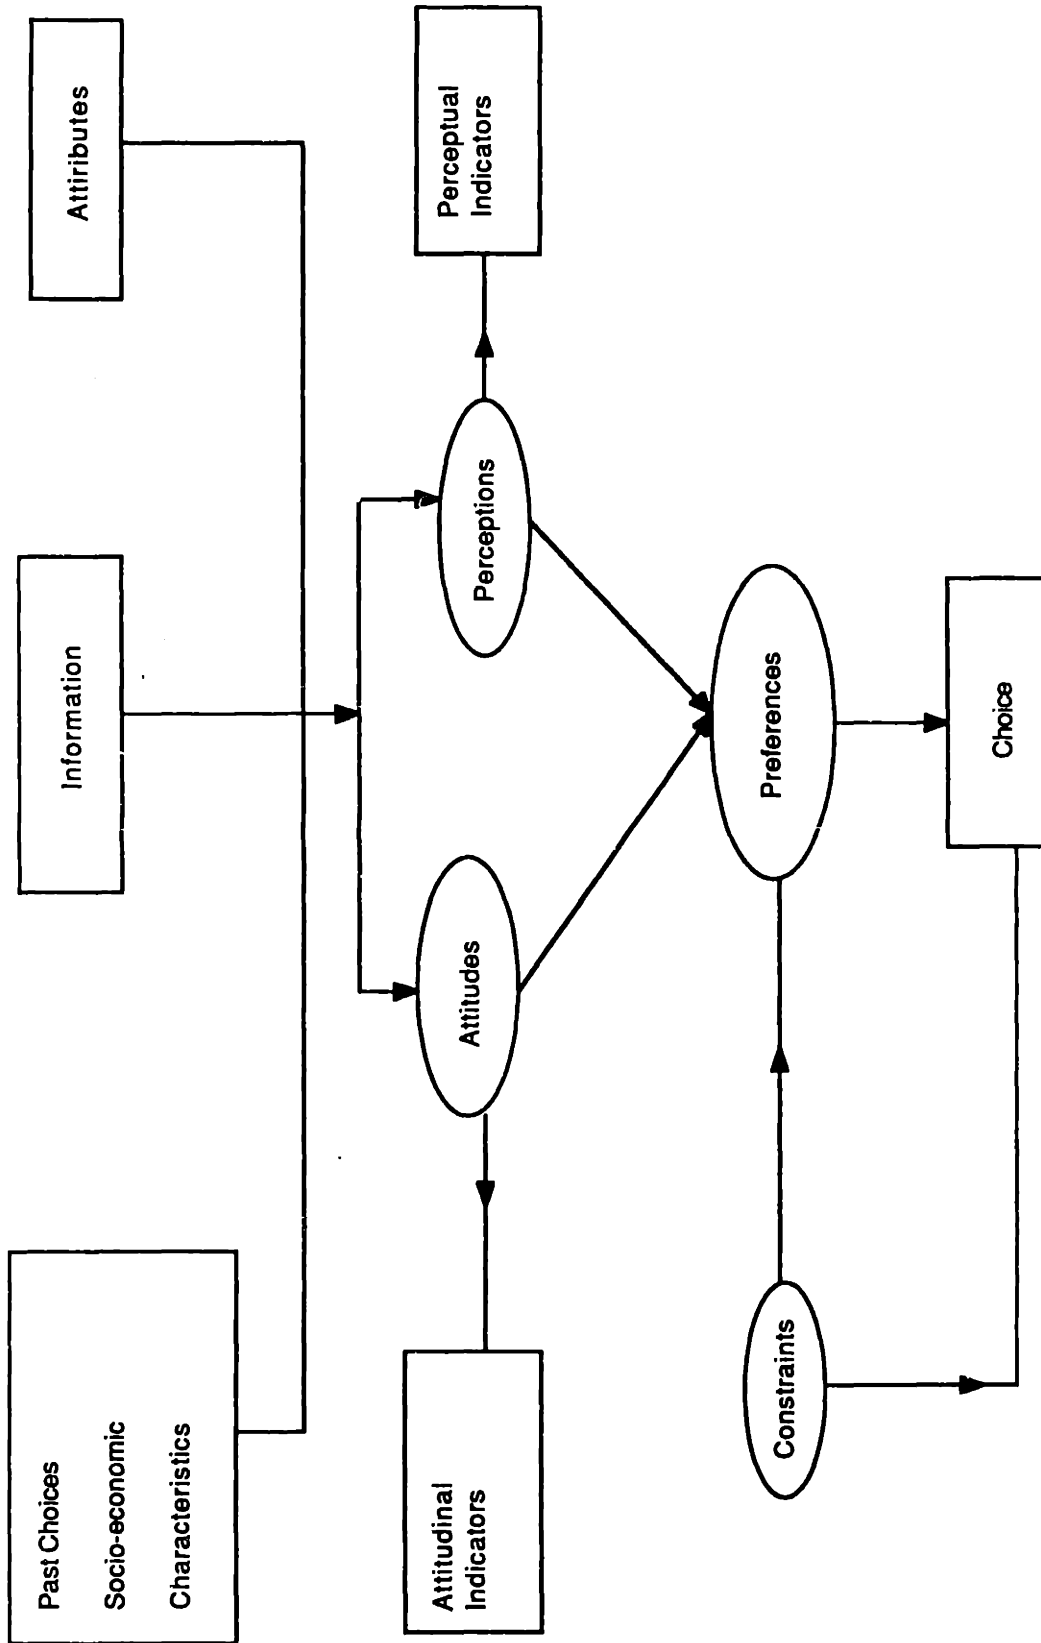 Past Choices
Socio-economic
Characteristics
Information
Attiributes
Attitudinal
Indicators
Attitudes
Perceptions
Perceptual
Indicators
Constraints
Preferences
Choice